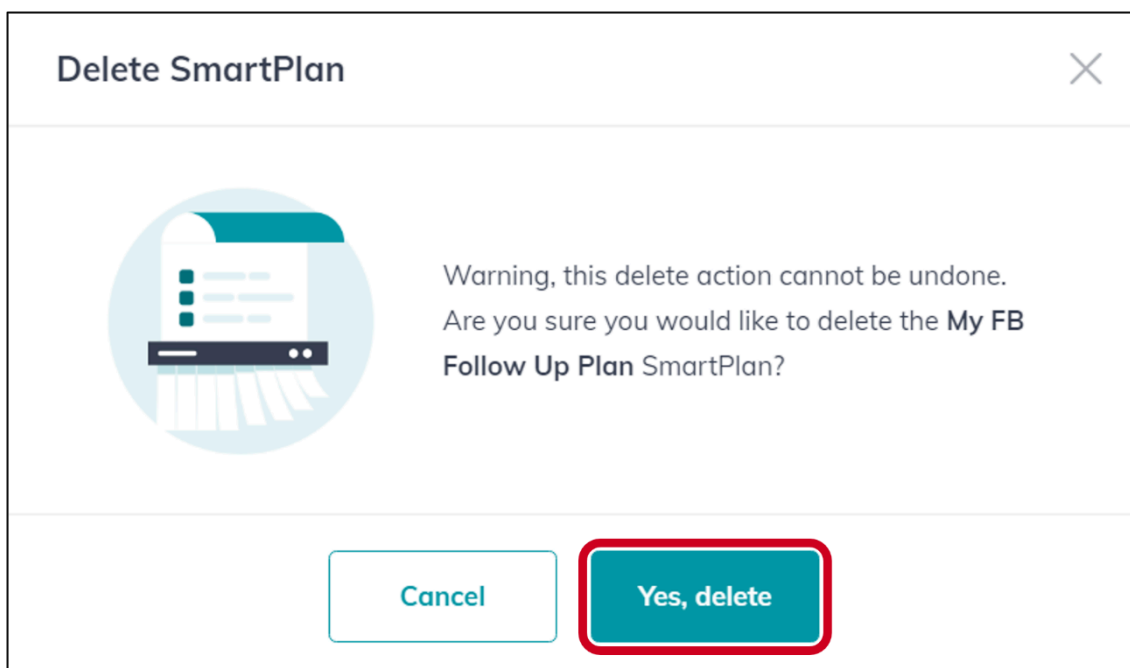 Delete SmartPlan
Warning, this delete action cannot be undone.
Are you sure you would like to delete the My FB
Follow Up Plan SmartPlan?
Cancel
Yes, delete